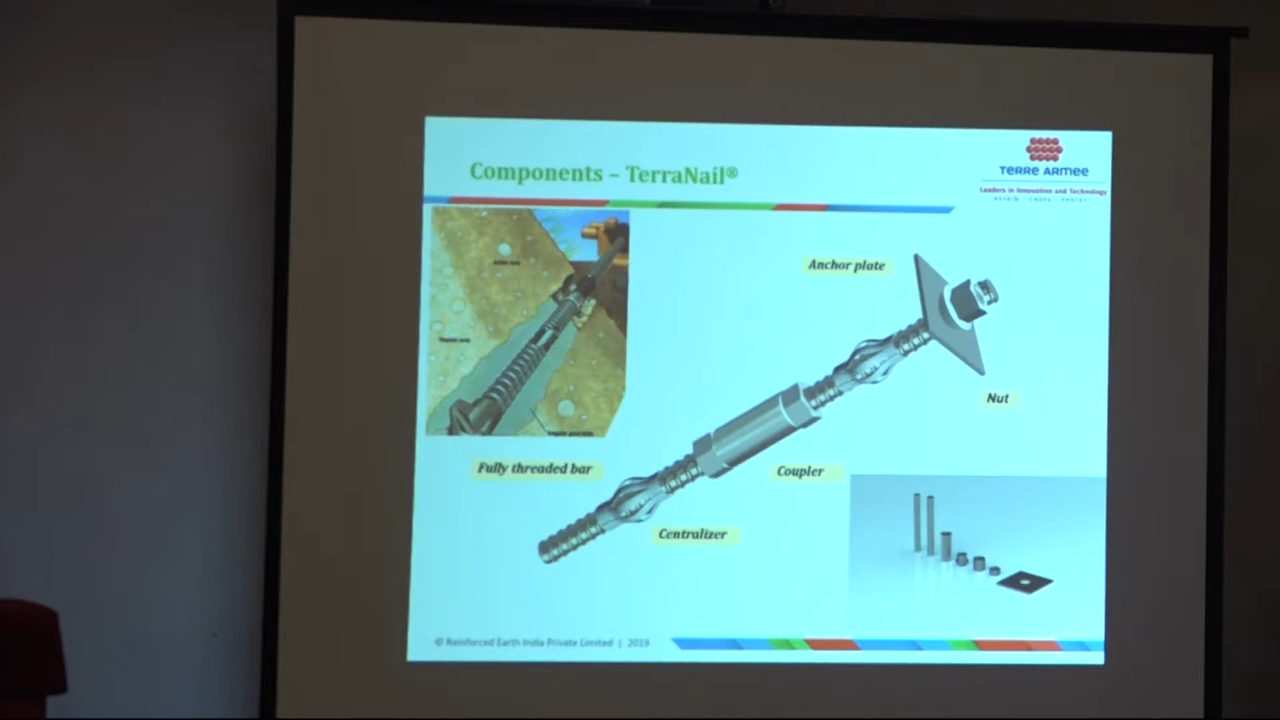 Components – TerraNail®
TERRE ARMEE
Leaders in Innovation and Technology
Anchor plate
Nut
Fully threaded bar
Coupler
Centralizer
© Reinforced Earth India Private Limited | 2019